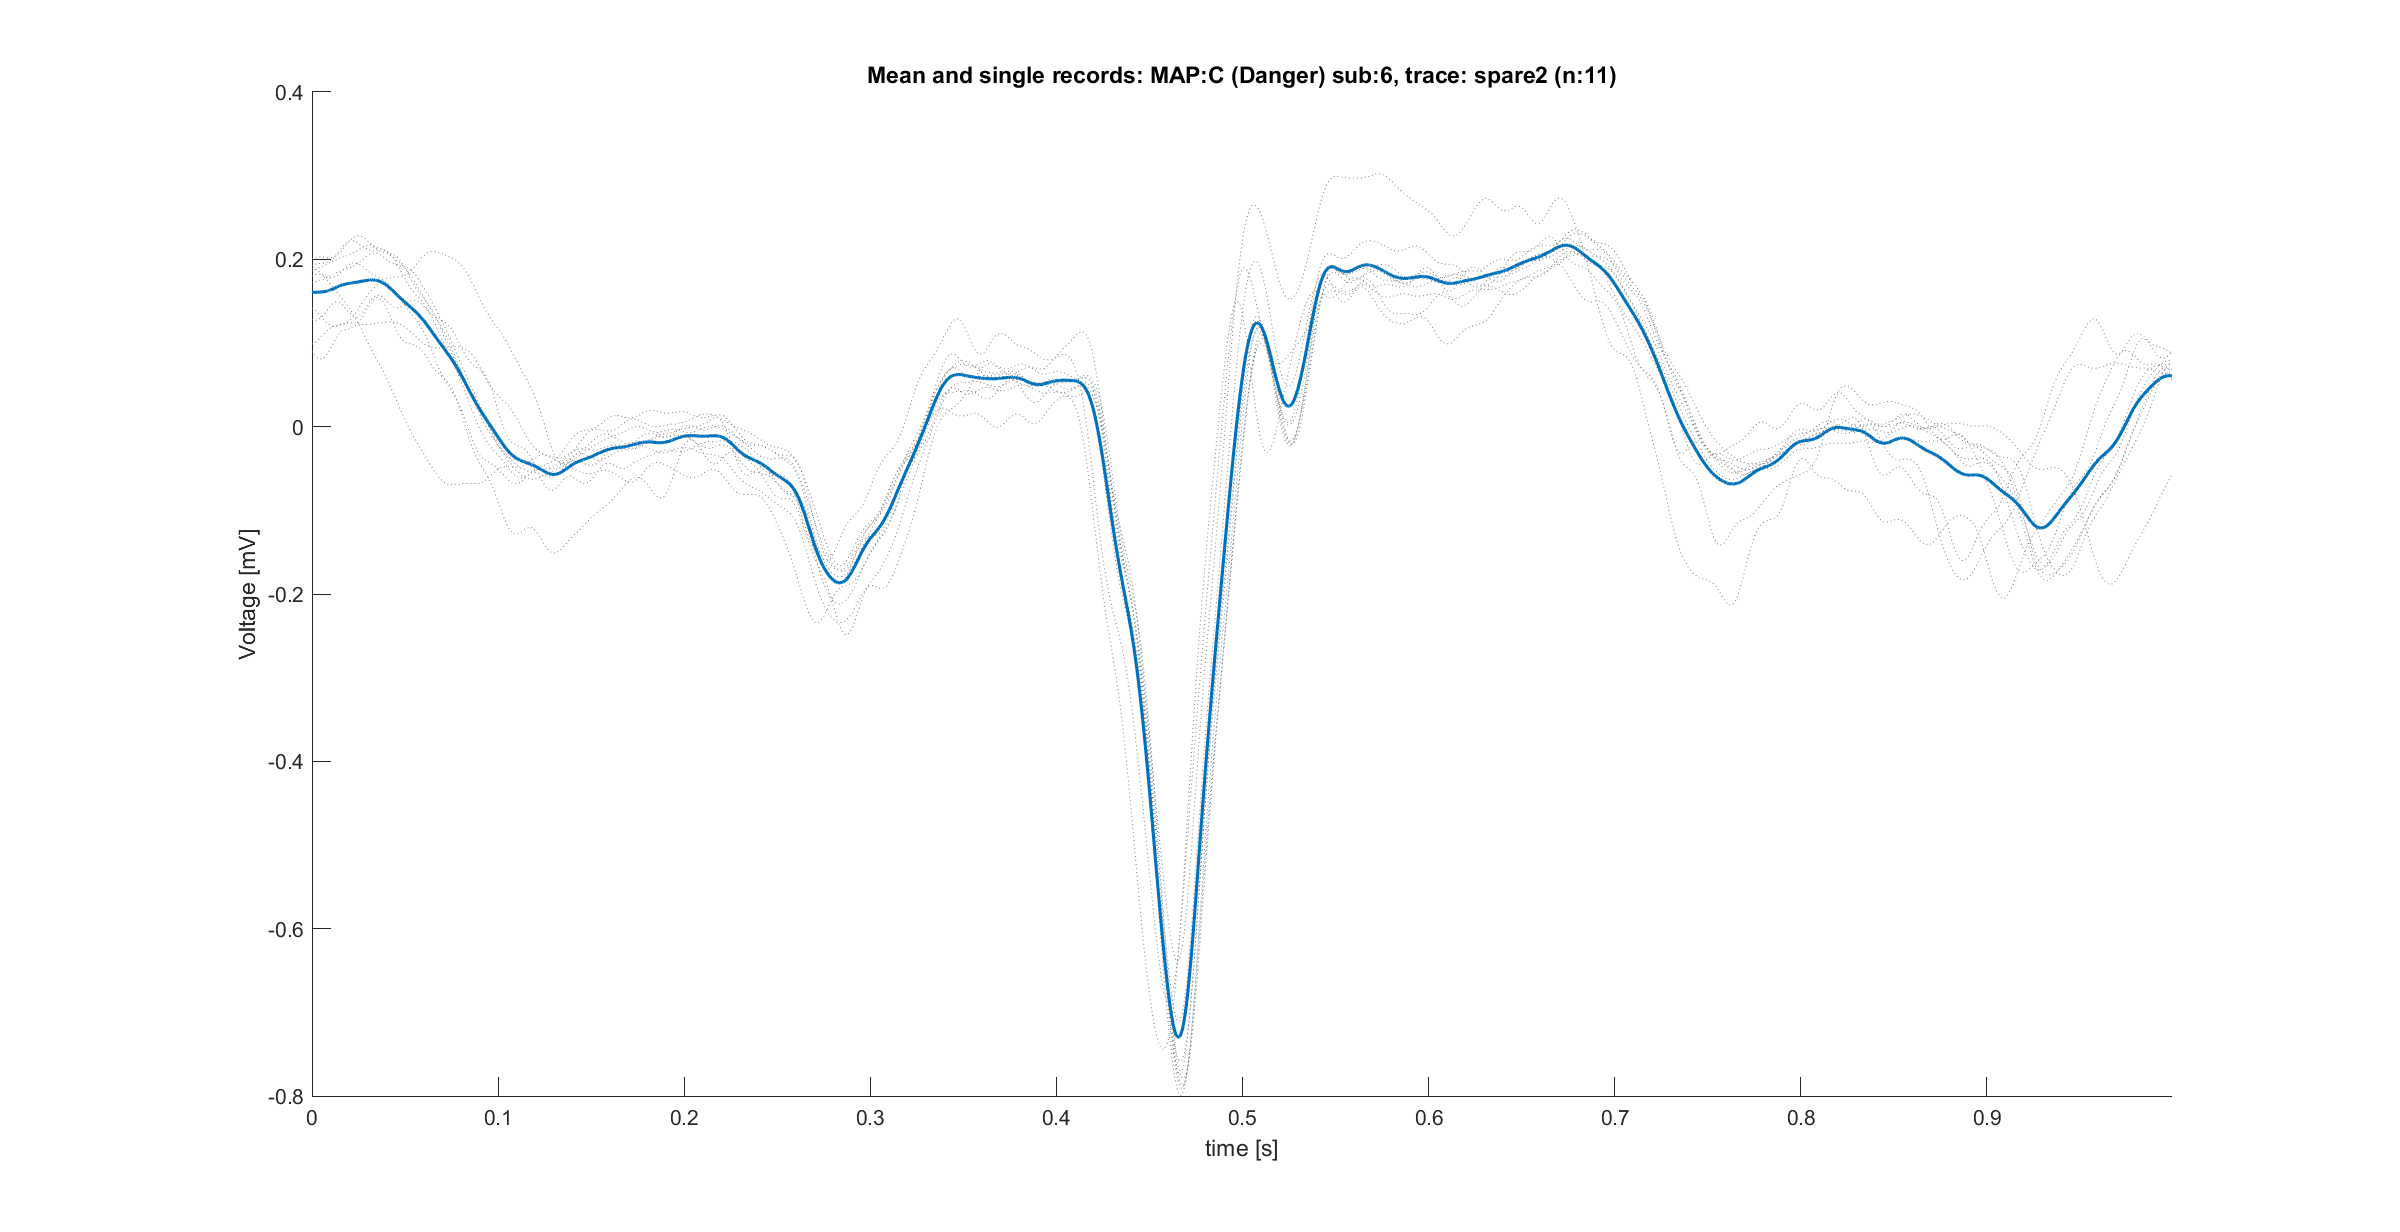 Mean and single records: MAP:C (Danger) sub:6, trace: spare2 (n:11)
0.4
0.2
0
-0.2
-0.4
-0.6
-0.8
Voltage [mV]
0 0.1 0.2 0.3 0.4 0.5 0.6 0.7 0.8 0.9
time [s]